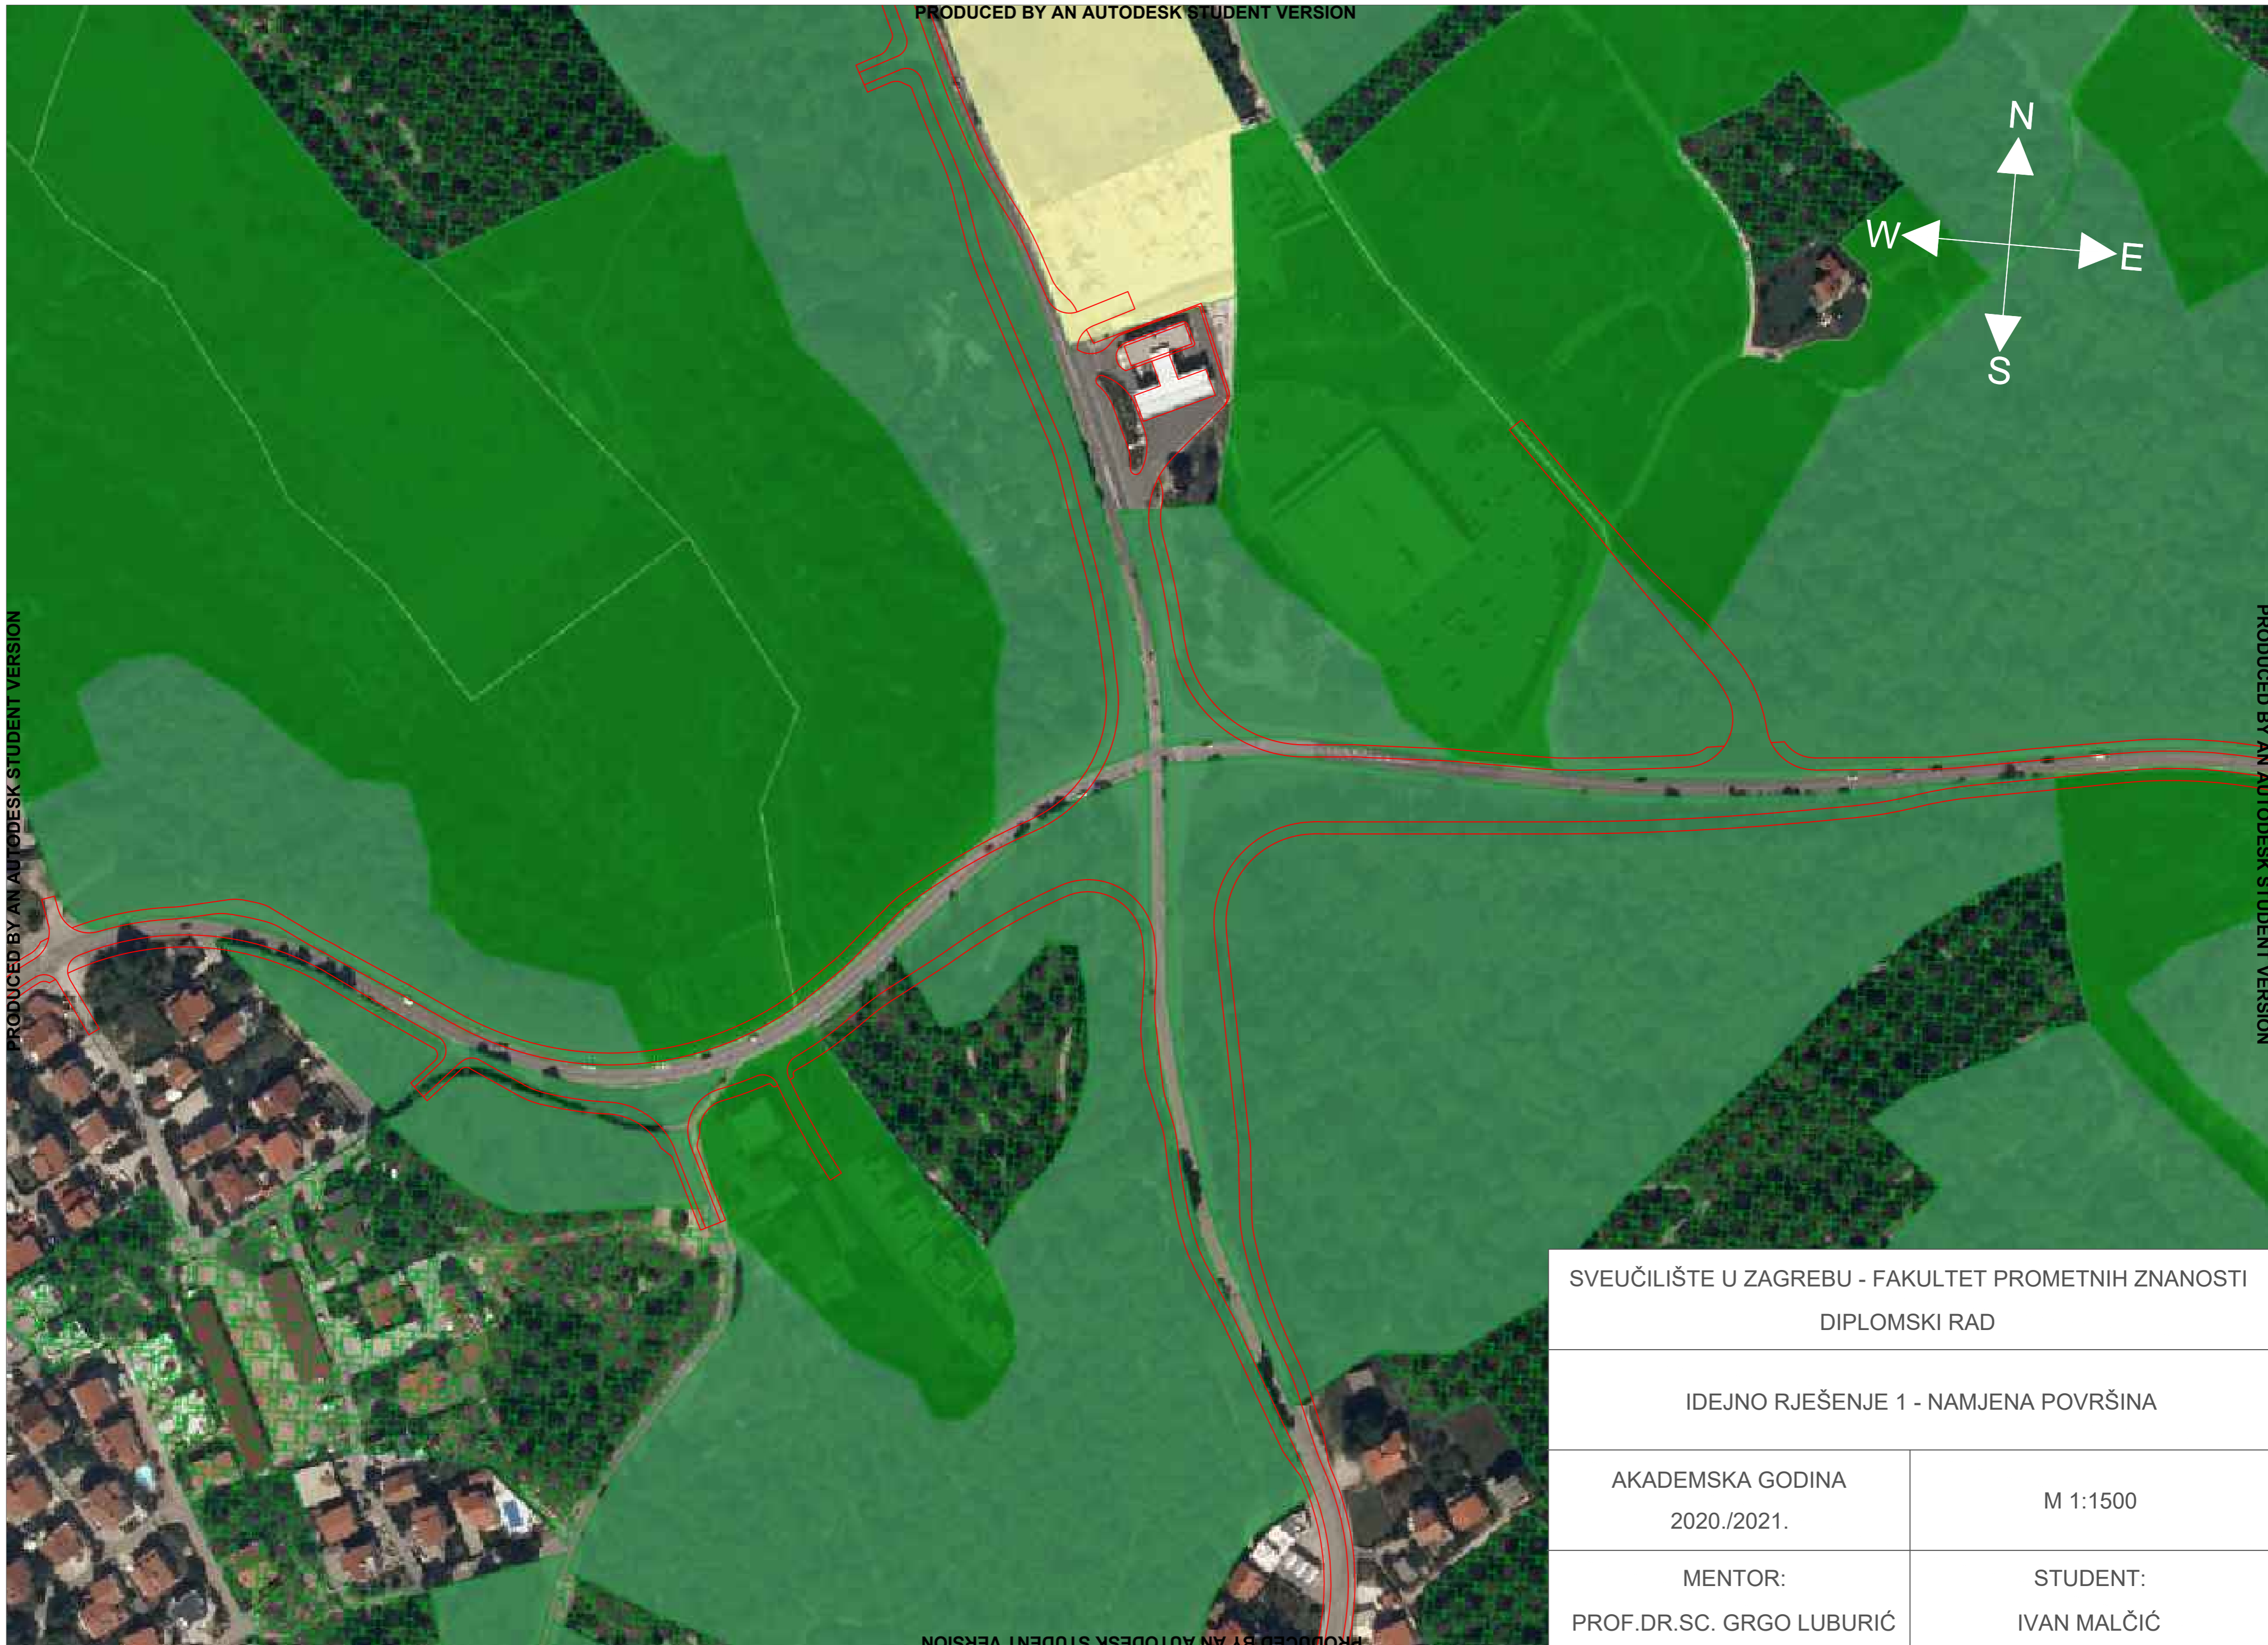 PRODUCED BY AN AUTODESK STUDENT VERSION
N
W
E
S
PRODUCED BY AN AUTODESK STUDENT VERSION
PRODUCED BY AN AUTODESK STUDENT VERSION
SVEUČILIŠTE U ZAGREBU - FAKULTET PROMETNIH ZNANOSTI
DIPLOMSKI RAD
IDEJNO RJEŠENJE 1 - NAMJENA POVRŠINA
AKADEMSKA GODINA
2020./2021.
M 1:1500
MENTOR:
PROF.DR.SC. GRGO LUBURIĆ
STUDENT:
IVAN MALČIĆ
PRODUCED BY AN AUTODESK STUDENT VERSION